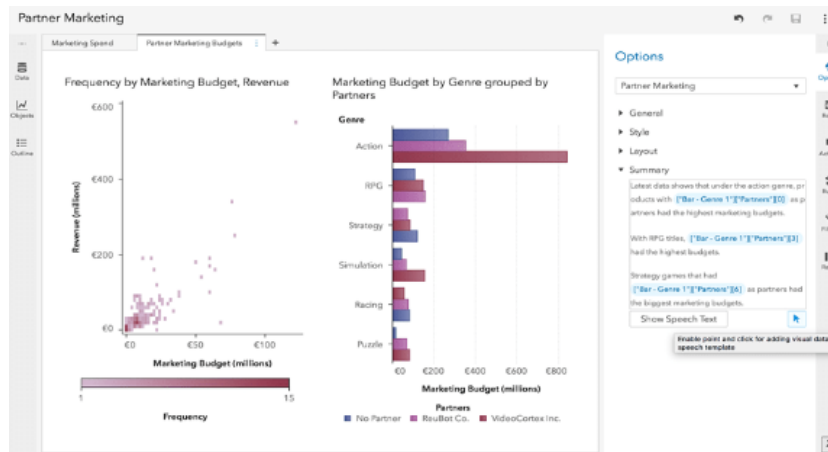 Partner Marketing
Marketing Spend
Partner Marketing Budgets
Data
Objects
Outline
Frequency by Marketing Budget, Revenue
€600
€400
€200
€0
Revenue (millions)
€0 €50 €100
Marketing Budget (millions)
1 15
Frequency
Marketing Budget by Genre grouped by
Partners
Genre
Action
RPG
Strategy
Simulation
Racing
Puzzle
€0 €200 €400 €600 €800
Marketing Budget (millions)
Partners
No Partner ReuBot Co. VideoCortex Inc.
Options
Partner Marketing
General
Style
Layout
Summary
Latest data shows that under the action genre, pr
oducts with ["Bar - Genre 1"]["Partners"][0] as p
artners had the highest marketing budgets.
With RPG titles, ["Bar - Genre 1"]["Partners"][3]
had the highest budgets.
Strategy games that had
["Bar - Genre 1"]["Partners"][6] as partners had
the biggest marketing budgets.
Show Speech Text
Enable point and click for adding visual data
speech template